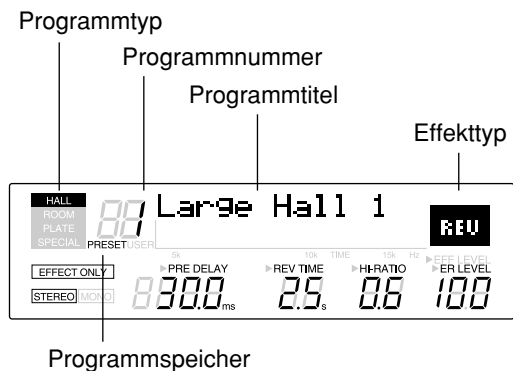 Programmtyp
Programmnummer
Programmtitel
Effekttyp
HALL
ROOM
PLATE
SPECIAL
1
PRESET USER
Large Hall 1
REV
5k 10k TIME 15k Hz
EFF LEVEL
EFFECT ONLY
PRE DELAY REV TIME HI-RATIO ER LEVEL
STEREO MONO
30.0 ms 2.5 s 0.6 100
Programmspeicher